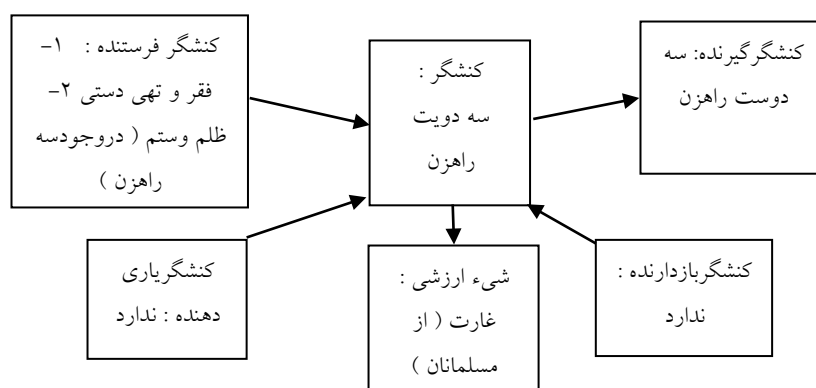 کنشگر فرستنده : ۱-
فقر و تهی دستی ۲-
ظلم وستم ( دروجودسه
راهزن )
کنشگر :
سه دویت
راهزن
کنشگرگیرنده: سه
دوست راهزن
کنشگریاری
دهنده : ندارد
شیء ارزشی :
غارت ( از
مسلمانان )
کنشگربازدارنده :
ندارد